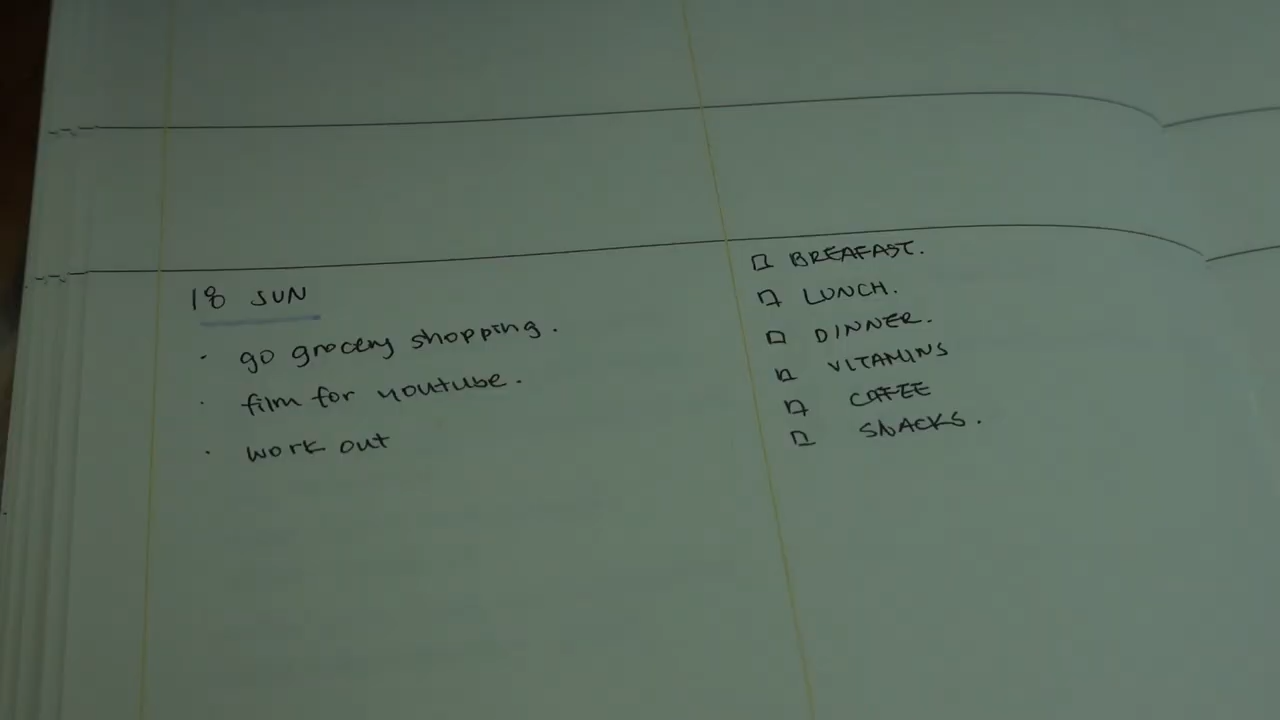 18 SUN
· go grocery shopping.
· film for youtube.
· work out
□ BREAFAST.
□ LUNCH.
□ DINNER.
□ VITAMINS
□ COFFEE
□ SNACKS.